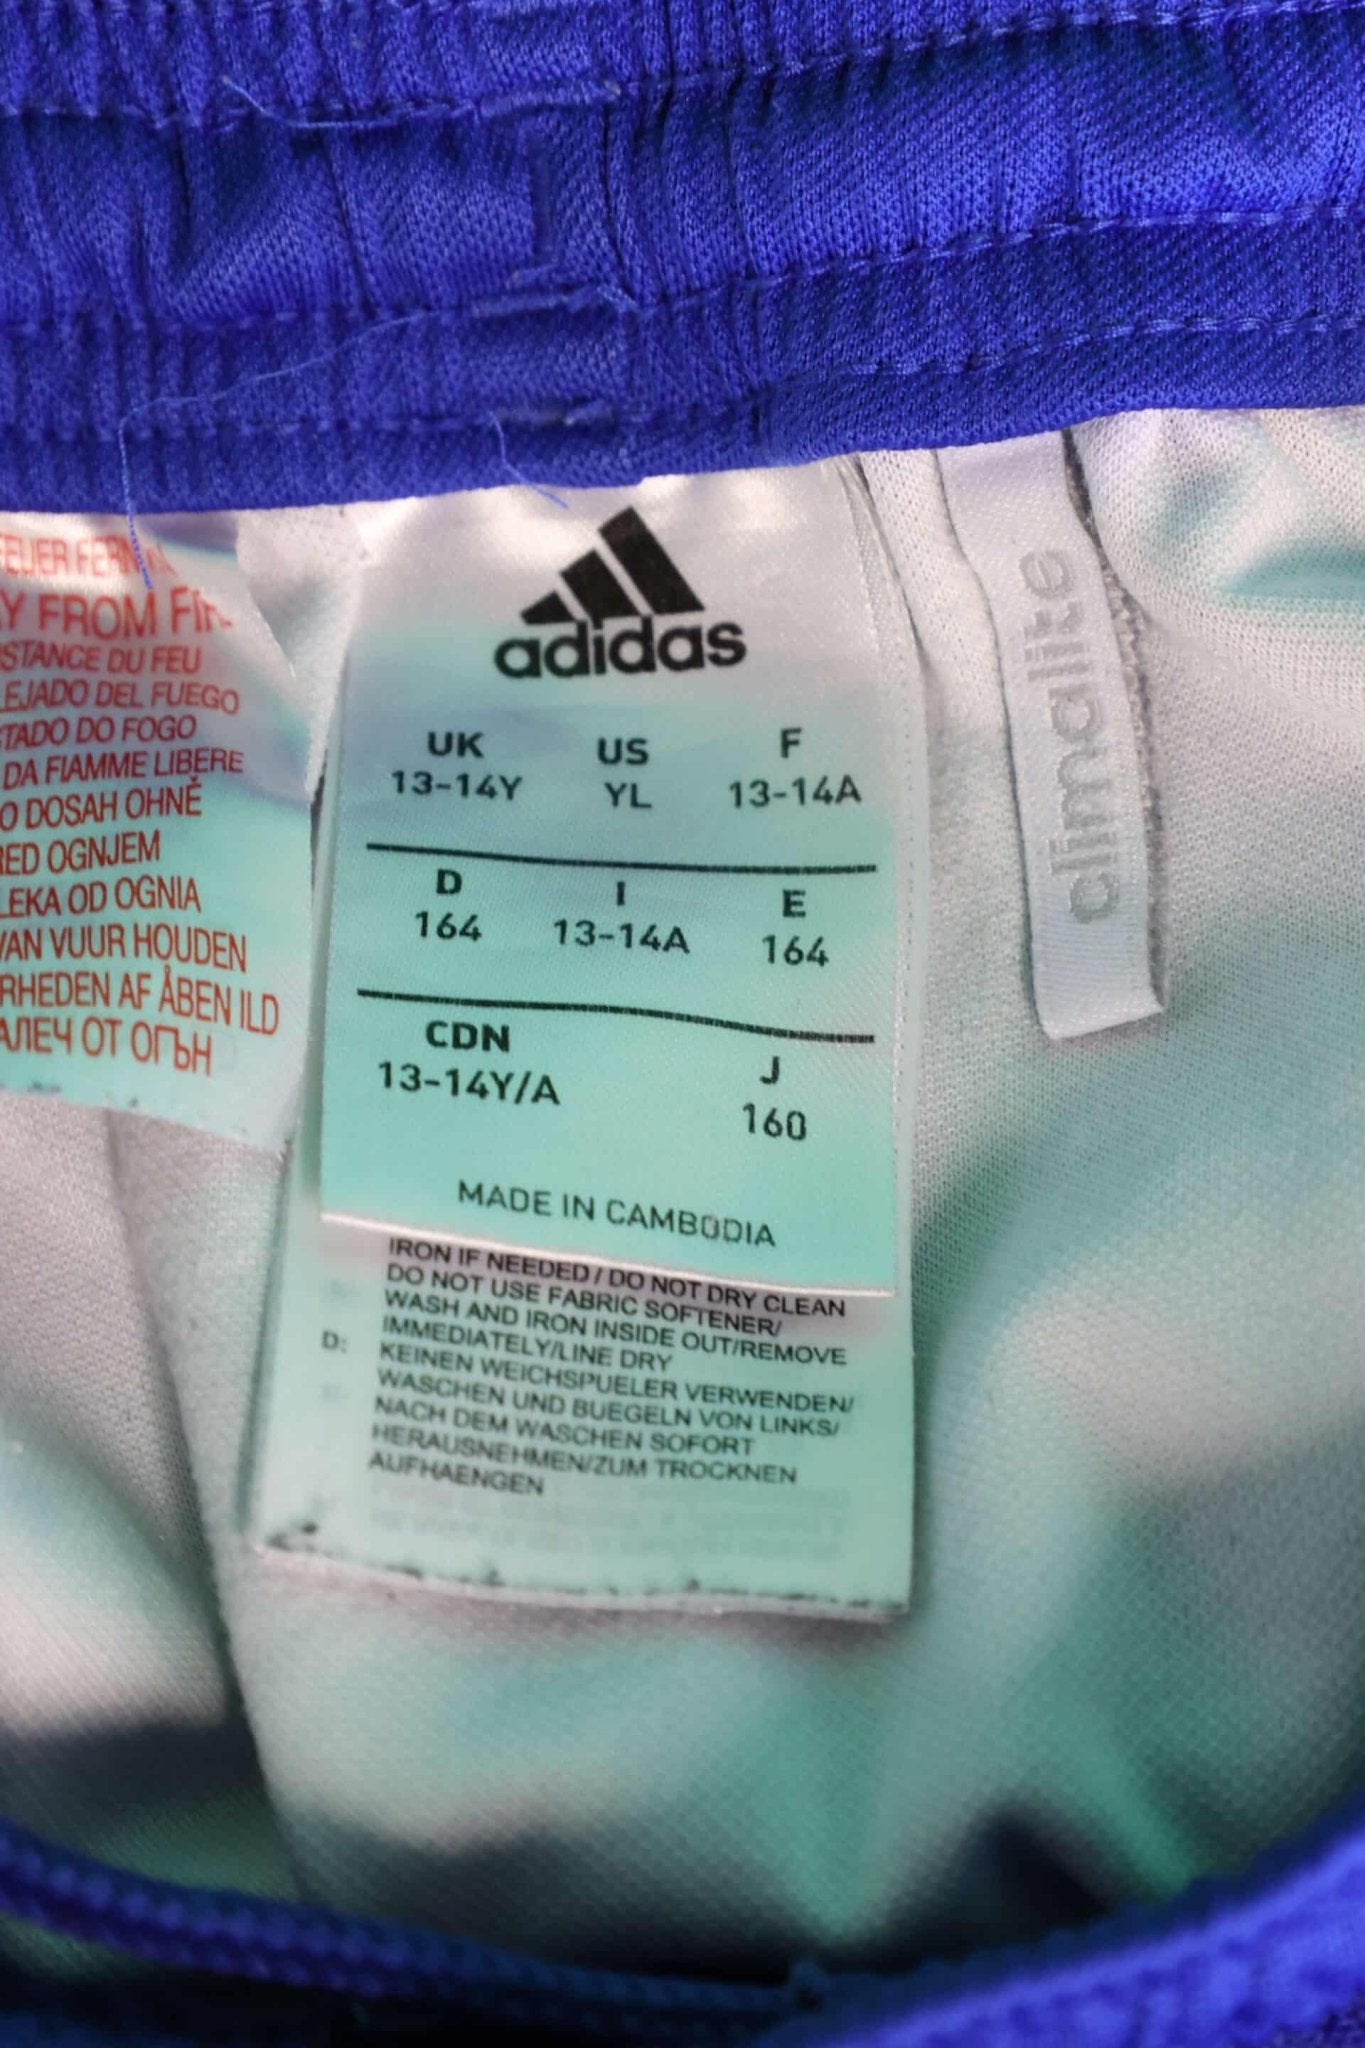 FEUER
Y FROM
STANCE DU FEU
LEJADO DEL FUEGO
TADO DO FOGO
DA FIAMME LIBERE
O DOSAH OHNĚ
RED OGNJEM
LEKA OD OGNIA
VAN VUUR HOUDEN
RHEDEN AF ÅBEN ILD
АЛЕЧ ОТ ОГЪН
adidas
UK US F
13-14Y YL 13-14A
D I E
164 13-14A 164
CDN J
13-14Y/A 160
MADE IN CAMBODIA
IRON IF NEEDED / DO NOT DRY CLEAN
DO NOT USE FABRIC SOFTENER/
WASH AND IRON INSIDE OUT/REMOVE
IMMEDIATELY/LINE DRY
D: KEINEN WEICHSPUELER VERWENDEN/
WASCHEN UND BUEGELN VON LINKS/
NACH DEM WASCHEN SOFORT
HERAUSNEHMEN/ZUM TROCKNEN
AUFHAENGEN
climalite